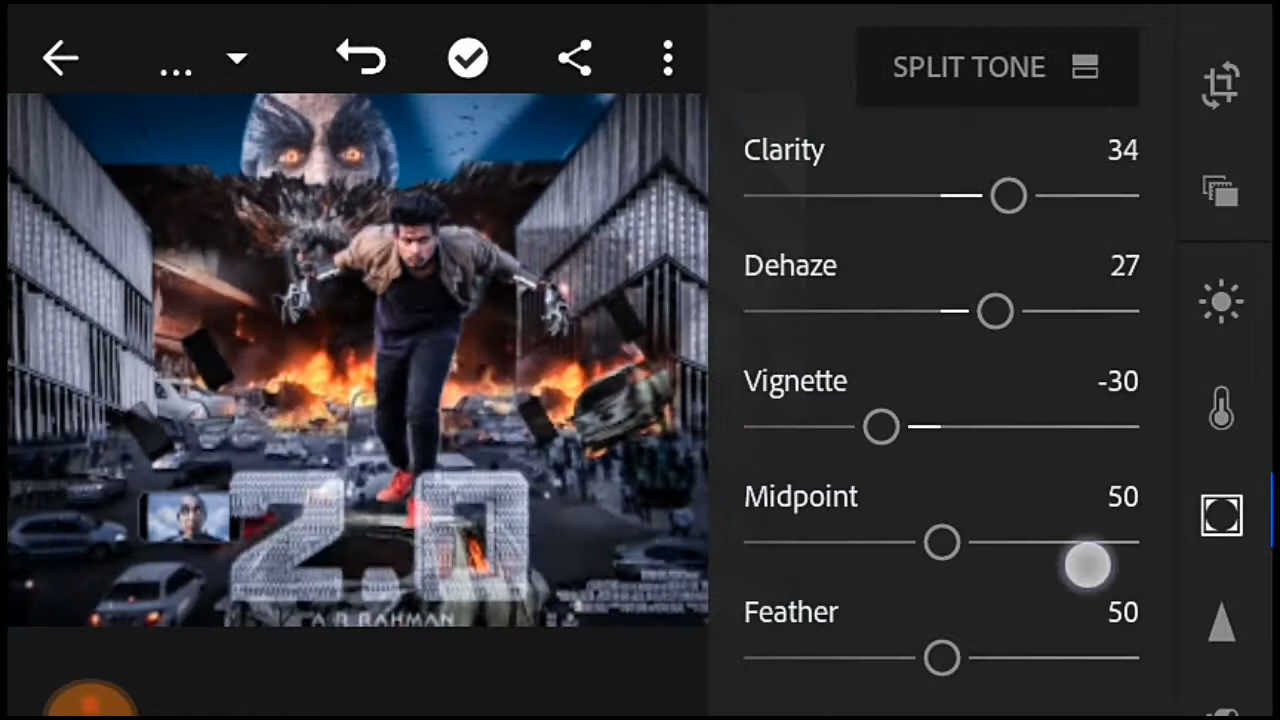 ...
SPLIT TONE
Clarity 34
Dehaze 27
Vignette -30
Midpoint 50
Feather 50
2.0
A R RAHMAN